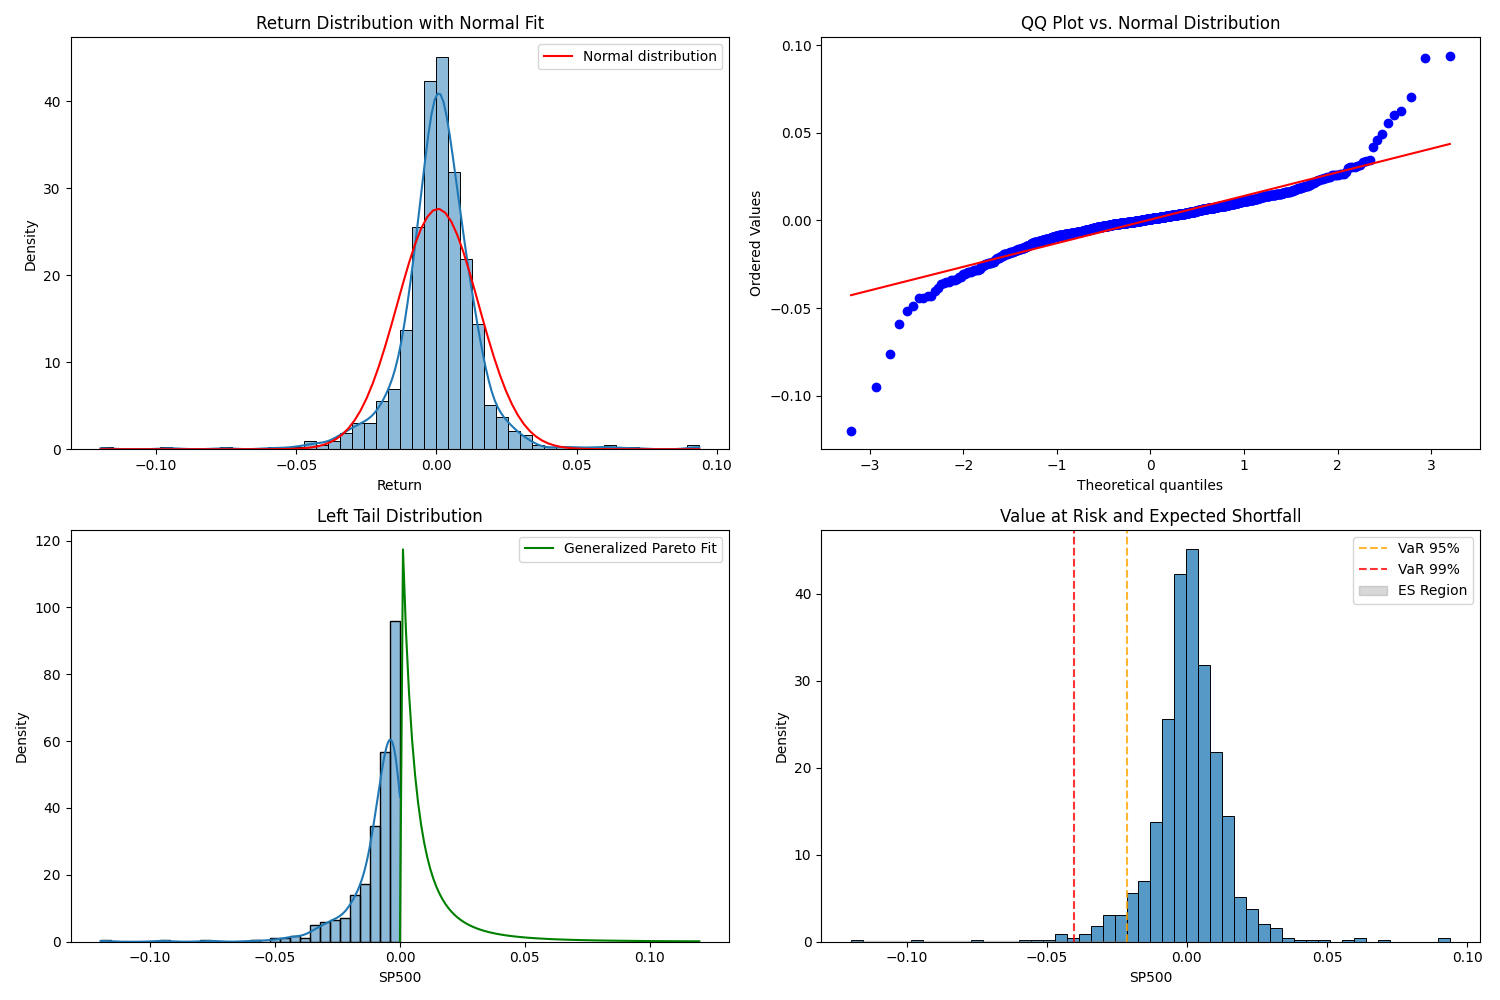 Return Distribution with Normal Fit
Normal distribution
Density
40
30
20
10
0
−0.10
−0.05
0.00
0.05
0.10
Return
QQ Plot vs. Normal Distribution
Ordered Values
0.10
0.05
0.00
−0.05
−0.10
−3
−2
−1
0
1
2
3
Theoretical quantiles
Left Tail Distribution
Generalized Pareto Fit
Density
120
100
80
60
40
20
0
−0.10
−0.05
0.00
0.05
0.10
SP500
Value at Risk and Expected Shortfall
VaR 95%
VaR 99%
ES Region
Density
40
30
20
10
0
−0.10
−0.05
0.00
0.05
0.10
SP500